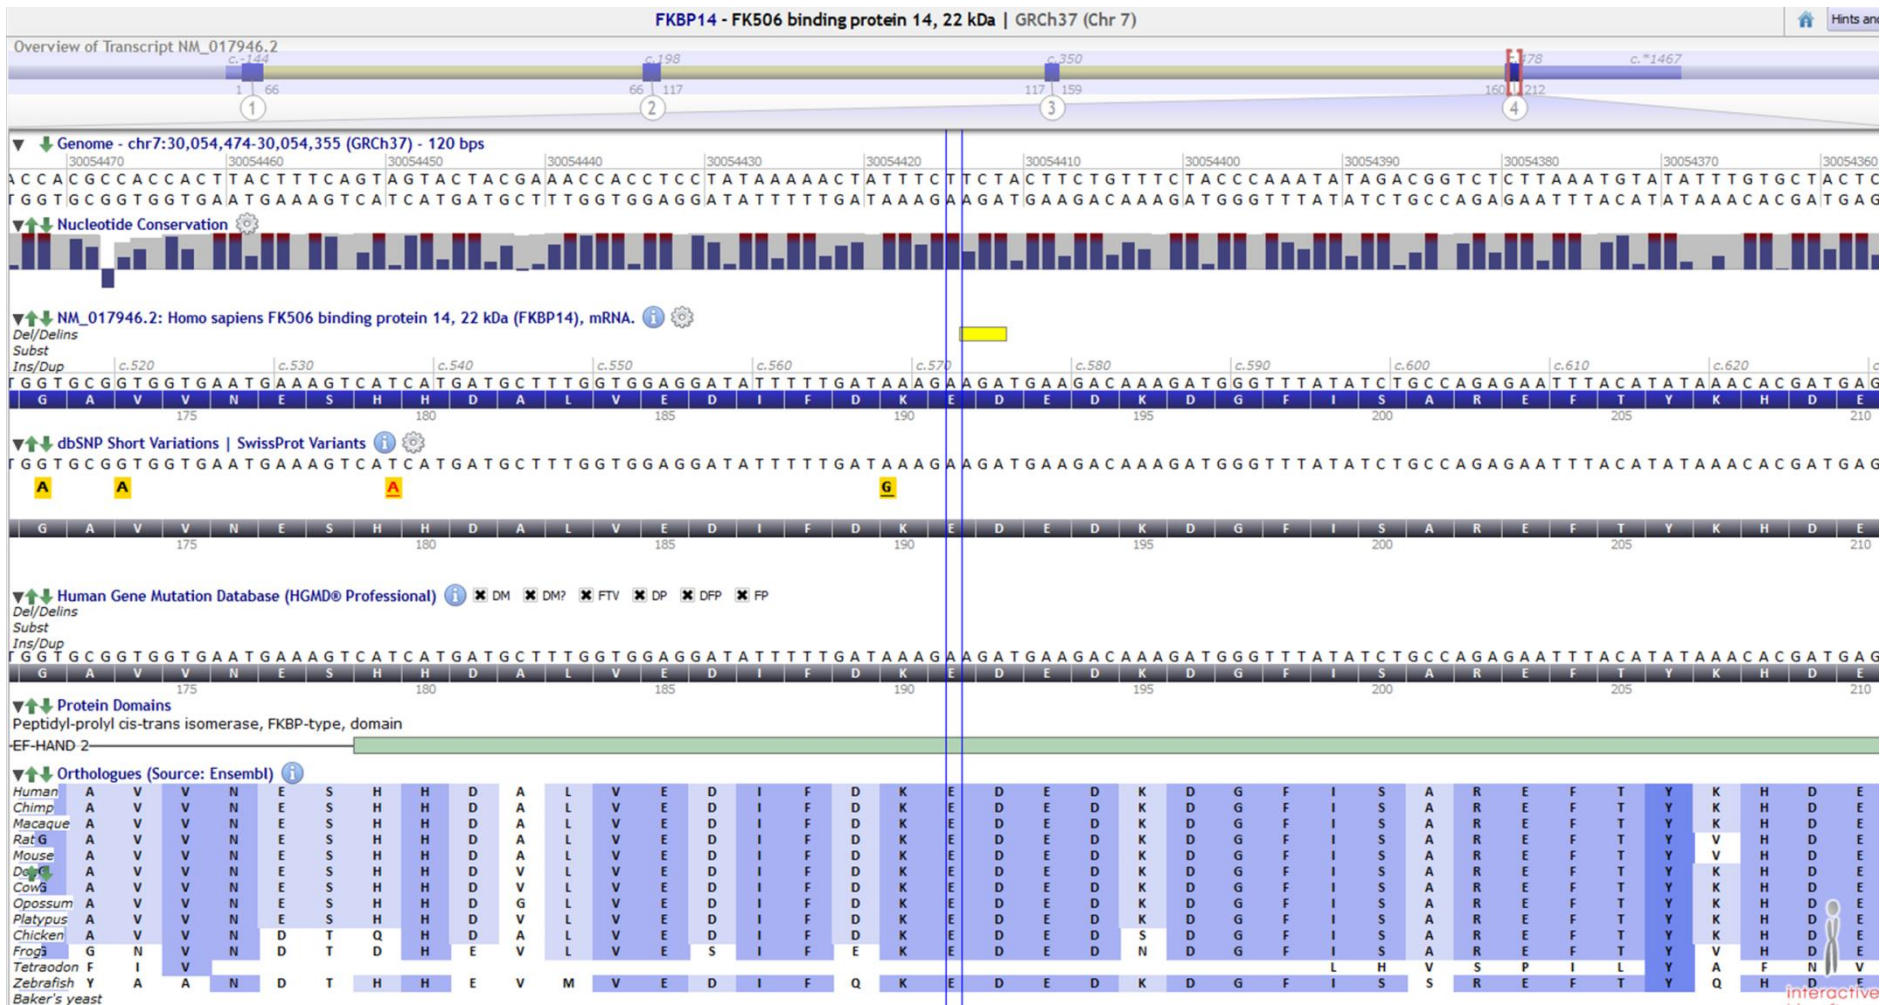 FKBP14 - FK506 binding protein 14, 22 kDa | GRCh37 (Chr 7)
Hints and
Overview of Transcript NM_017946.2
c.-144 c.198 c.350 c.478 c.*1467
1 66 66 117 117 159 160 212
1 2 3 4
Genome - chr7:30,054,474-30,054,355 (GRCh37) - 120 bps
30054470 30054460 30054450 30054440 30054430 30054420 30054410 30054400 30054390 30054380 30054370 30054360
ACCACGCCACCACTTACTTTCAGTAGTACTACGAAACCACCTCCTATAAAAACTATTTCTTCTACTTCTGTTTCTACCCAAATATAGACGGTCTCTTAAATGTATATTTGTGCTACTC
TGGTGCGGTGGTGAATGAAAGTCATCATGATGCTTTGGTGGAGGATATTTTTGATAAAGAAGATGAAGACAAAGATGGGTTTATATCTGCCAGAGAATTTACATATAAACACGATGAG
Nucleotide Conservation
NM_017946.2: Homo sapiens FK506 binding protein 14, 22 kDa (FKBP14), mRNA.
Del/Delins
Subst
Ins/Dup
c.520 c.530 c.540 c.550 c.560 c.570 c.580 c.590 c.600 c.610 c.620
TGGTGCGGTGGTGAATGAAAGTCATCATGATGCTTTGGTGGAGGATATTTTTGATAAAGAAGATGAAGACAAAGATGGGTTTATATCTGCCAGAGAATTTACATATAAACACGATGAG
G A V V N E S H H D A L V E D I F D K E D E D K D G F I S A R E F T Y K H D E
175 180 185 190 195 200 205 210
dbSNP Short Variations | SwissProt Variants
TGGTGCGGTGGTGAATGAAAGTCATCATGATGCTTTGGTGGAGGATATTTTTGATAAAGAAGATGAAGACAAAGATGGGTTTATATCTGCCAGAGAATTTACATATAAACACGATGAG
A A A G
G A V V N E S H H D A L V E D I F D K E D E D K D G F I S A R E F T Y K H D E
175 180 185 190 195 200 205 210
Human Gene Mutation Database (HGMD® Professional) DM DM? FTV DP DFP FP
Del/Delins
Subst
Ins/Dup
TGGTGCGGTGGTGAATGAAAGTCATCATGATGCTTTGGTGGAGGATATTTTTGATAAAGAAGATGAAGACAAAGATGGGTTTATATCTGCCAGAGAATTTACATATAAACACGATGAG
G A V V N E S H H D A L V E D I F D K E D E D K D G F I S A R E F T Y K H D E
175 180 185 190 195 200 205 210
Protein Domains
Peptidyl-prolyl cis-trans isomerase, FKBP-type, domain
EF-HAND 2
Orthologues (Source: Ensembl)
Human A V V N E S H H D A L V E D I F D K E D E D K D G F I S A R E F T Y K H D E
Chimp A V V N E S H H D A L V E D I F D K E D E D K D G F I S A R E F T Y K H D E
Macaque A V V N E S H H D A L V E D I F D K E D E D K D G F I S A R E F T Y K H D E
Rat G A V V N E S H H D A L V E D I F D K E D E D K D G F I S A R E F T Y V H D E
Mouse A V V N E S H H D A L V E D I F D K E D E D K D G F I S A R E F T Y V H D E
A V V N E S H H D V L V E D I F D K E D E D K D G F I S A R E F T Y K H D E
Cow G A V V N E S H H D V L V E D I F D K E D E D K D G F I S A R E F T Y K H D E
Opossum A V V N E S H H D G L V E D I F D K E D E D K D G F I S A R E F T Y K H D E
Platypus A V V N E S H H D V L V E D I F D K E D E D K D G F I S A R E F T Y K H D E
Chicken A V V N D T Q H D A L V E D I F D K E D E D S D G F I S A R E F T Y K H D E
Frog G N V N D T D H E V L V E S I F E K E D E D N D G F I S A R E F T Y V H D E
Tetraodon F I V L H V S P I L Y A F N V
Zebrafish Y A A N D T H H E V M V E D I F Q K E D E D K D G F I S S R E F T Y Q H D E
Baker's yeast
interactive